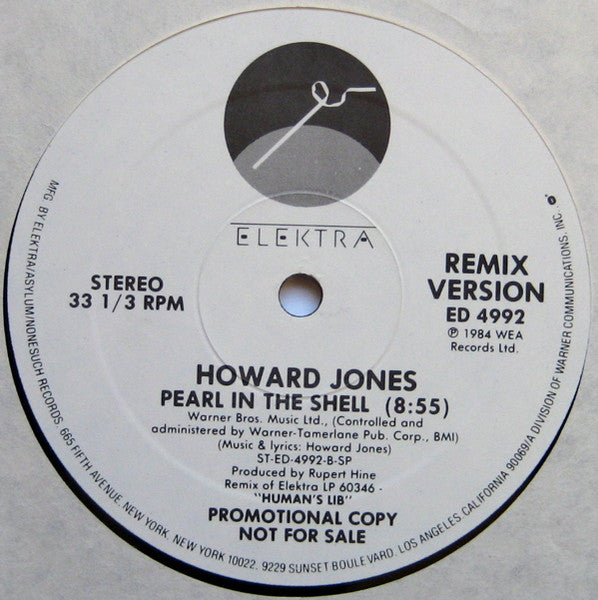 ELEKTRA
STEREO
33 1/3 RPM
REMIX
VERSION
ED 4992
℗ 1984 WEA
Records Ltd.
HOWARD JONES
PEARL IN THE SHELL (8:55)
Warner Bros. Music Ltd., (Controlled and
administered by Warner-Tamerlane Pub. Corp., BMI)
(Music & lyrics: Howard Jones)
ST-ED-4992-B-SP
Produced by Rupert Hine
Remix of Elektra LP 60346 -
"HUMAN'S LIB"
PROMOTIONAL COPY
NOT FOR SALE
MFG. BY ELEKTRA/ASYLUM/NONESUCH RECORDS, 665 FIFTH AVENUE, NEW YORK, NEW YORK 10022. 9229 SUNSET BOULEVARD, LOS ANGELES, CALIFORNIA 90069/A DIVISION OF WARNER COMMUNICATIONS, INC.